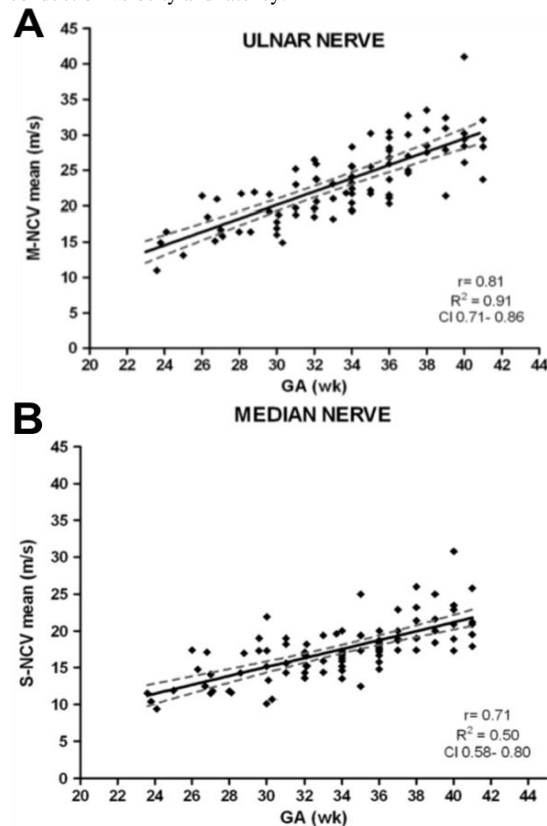 A
ULNAR NERVE
45
40
35
30
25
20
15
10
5
0
M-NCV mean (m/s)
r= 0.81
R² = 0.91
CI 0.71- 0.86
20 22 24 26 28 30 32 34 36 38 40 42 44
GA (wk)
B
MEDIAN NERVE
45
40
35
30
25
20
15
10
5
0
S-NCV mean (m/s)
r= 0.71
R² = 0.50
CI 0.58- 0.80
20 22 24 26 28 30 32 34 36 38 40 42 44
GA (wk)